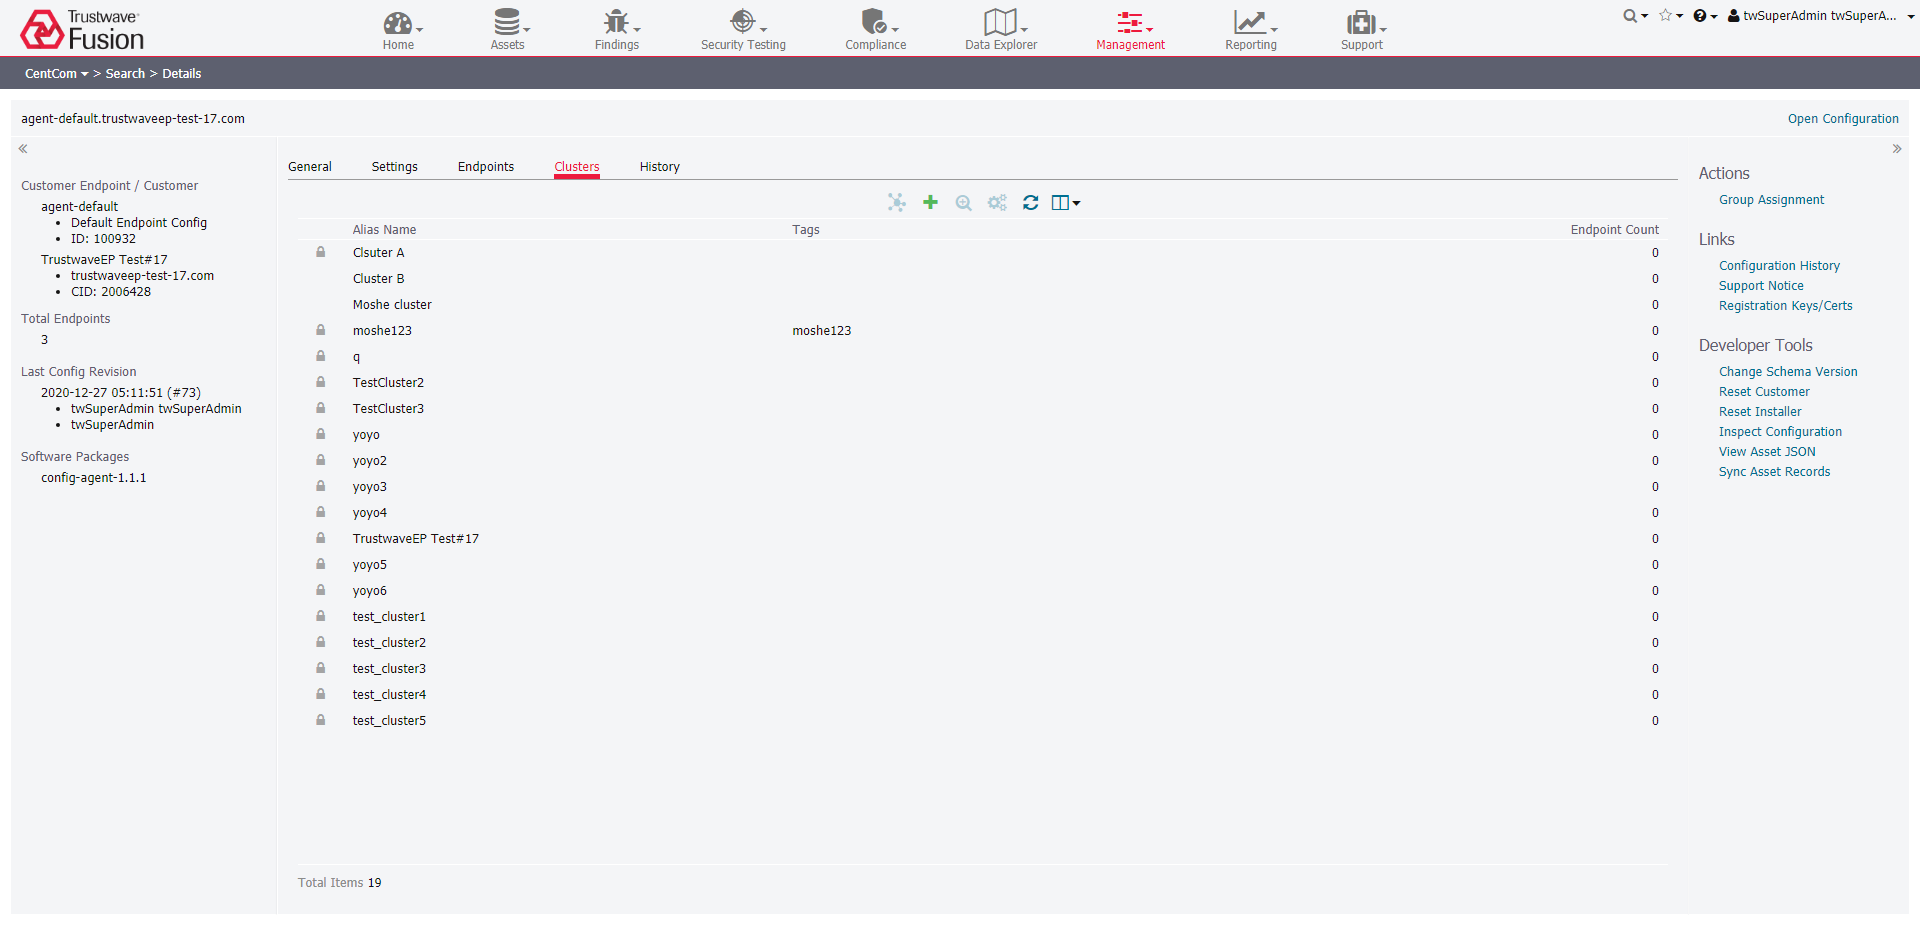 Trustwave
Fusion
Home
Assets
Findings
Security Testing
Compliance
Data Explorer
Management
Reporting
Support
twSuperAdmin twSuperA...
CentCom > Search > Details
agent-default.trustwaveep-test-17.com
Open Configuration
Customer Endpoint / Customer
agent-default
• Default Endpoint Config
• ID: 100932
TrustwaveEP Test#17
• trustwaveep-test-17.com
• CID: 2006428
Total Endpoints
3
Last Config Revision
2020-12-27 05:11:51 (#73)
• twSuperAdmin twSuperAdmin
• twSuperAdmin
Software Packages
config-agent-1.1.1
General Settings Endpoints Clusters History
Alias Name Tags Endpoint Count
Clsuter A 0
Cluster B 0
Moshe cluster 0
moshe123 moshe123 0
q 0
TestCluster2 0
TestCluster3 0
yoyo 0
yoyo2 0
yoyo3 0
yoyo4 0
TrustwaveEP Test#17 0
yoyo5 0
yoyo6 0
test_cluster1 0
test_cluster2 0
test_cluster3 0
test_cluster4 0
test_cluster5 0
Total Items 19
Actions
Group Assignment
Links
Configuration History
Support Notice
Registration Keys/Certs
Developer Tools
Change Schema Version
Reset Customer
Reset Installer
Inspect Configuration
View Asset JSON
Sync Asset Records